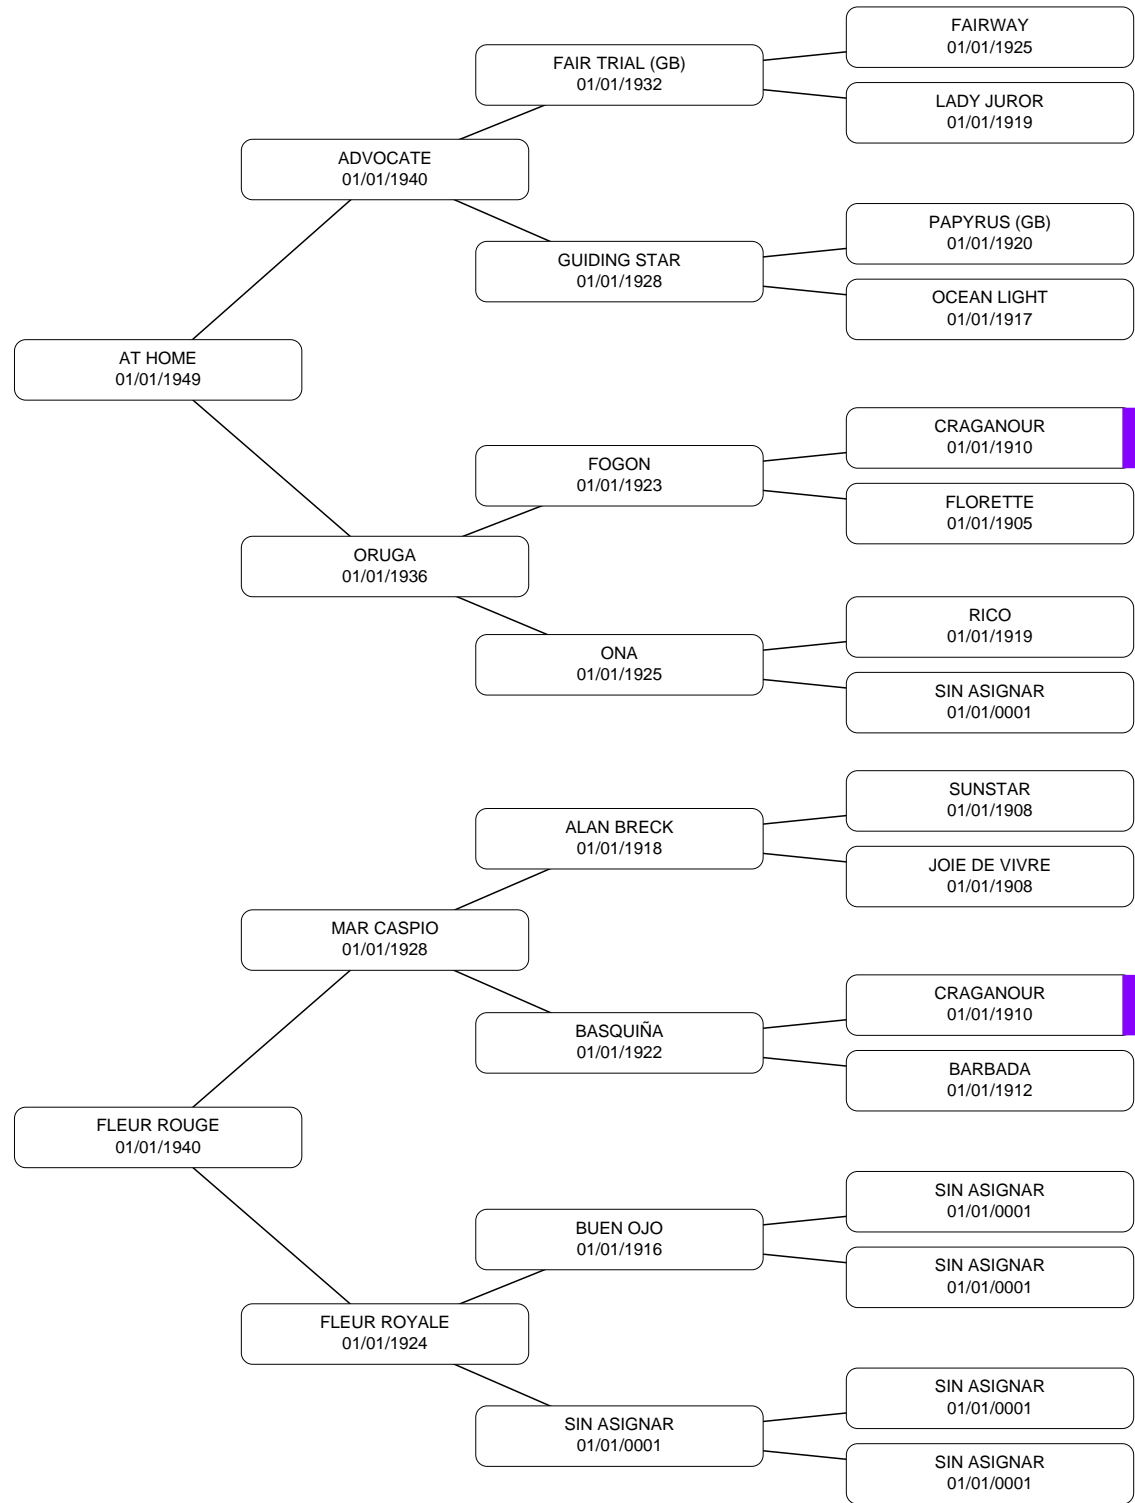 FAIRWAY
01/01/1925
FAIR TRIAL (GB)
01/01/1932
LADY JUROR
01/01/1919
ADVOCATE
01/01/1940
PAPYRUS (GB)
01/01/1920
GUIDING STAR
01/01/1928
OCEAN LIGHT
01/01/1917
AT HOME
01/01/1949
CRAGANOUR
01/01/1910
FOGON
01/01/1923
FLORETTE
01/01/1905
ORUGA
01/01/1936
RICO
01/01/1919
ONA
01/01/1925
SIN ASIGNAR
01/01/0001
SUNSTAR
01/01/1908
ALAN BRECK
01/01/1918
JOIE DE VIVRE
01/01/1908
MAR CASPIO
01/01/1928
CRAGANOUR
01/01/1910
BASQUIÑA
01/01/1922
BARBADA
01/01/1912
FLEUR ROUGE
01/01/1940
SIN ASIGNAR
01/01/0001
BUEN OJO
01/01/1916
SIN ASIGNAR
01/01/0001
FLEUR ROYALE
01/01/1924
SIN ASIGNAR
01/01/0001
SIN ASIGNAR
01/01/0001
SIN ASIGNAR
01/01/0001